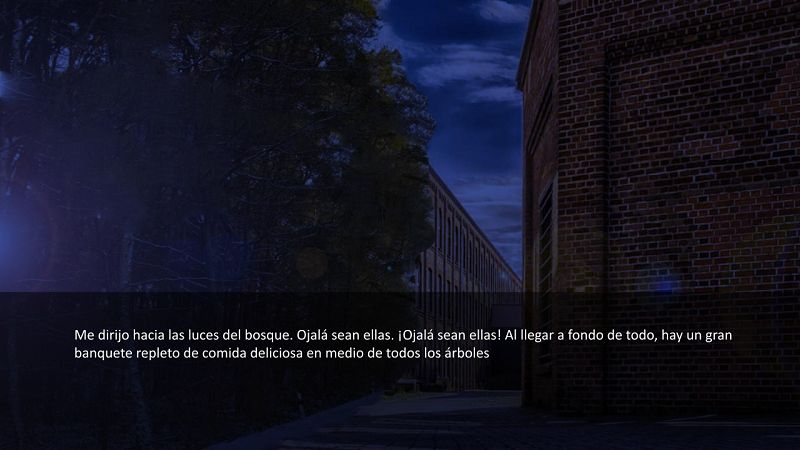 Me dirijo hacia las luces del bosque. Ojalá sean ellas. ¡Ojalá sean ellas! Al llegar a fondo de todo, hay un gran
banquete repleto de comida deliciosa en medio de todos los árboles